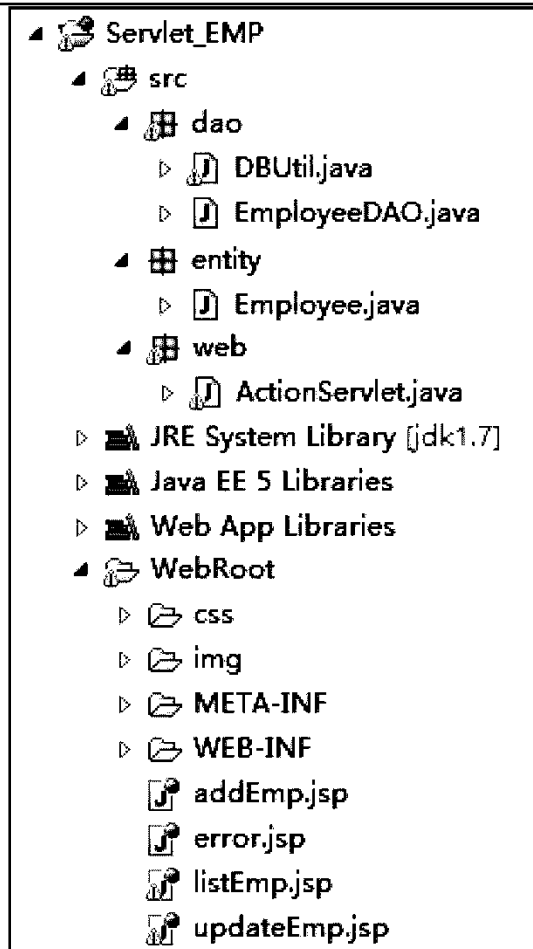 Servlet_EMP
src
dao
DBUtil.java
EmployeeDAO.java
entity
Employee.java
web
ActionServlet.java
JRE System Library [jdk1.7]
Java EE 5 Libraries
Web App Libraries
WebRoot
css
img
META-INF
WEB-INF
addEmp.jsp
error.jsp
listEmp.jsp
updateEmp.jsp